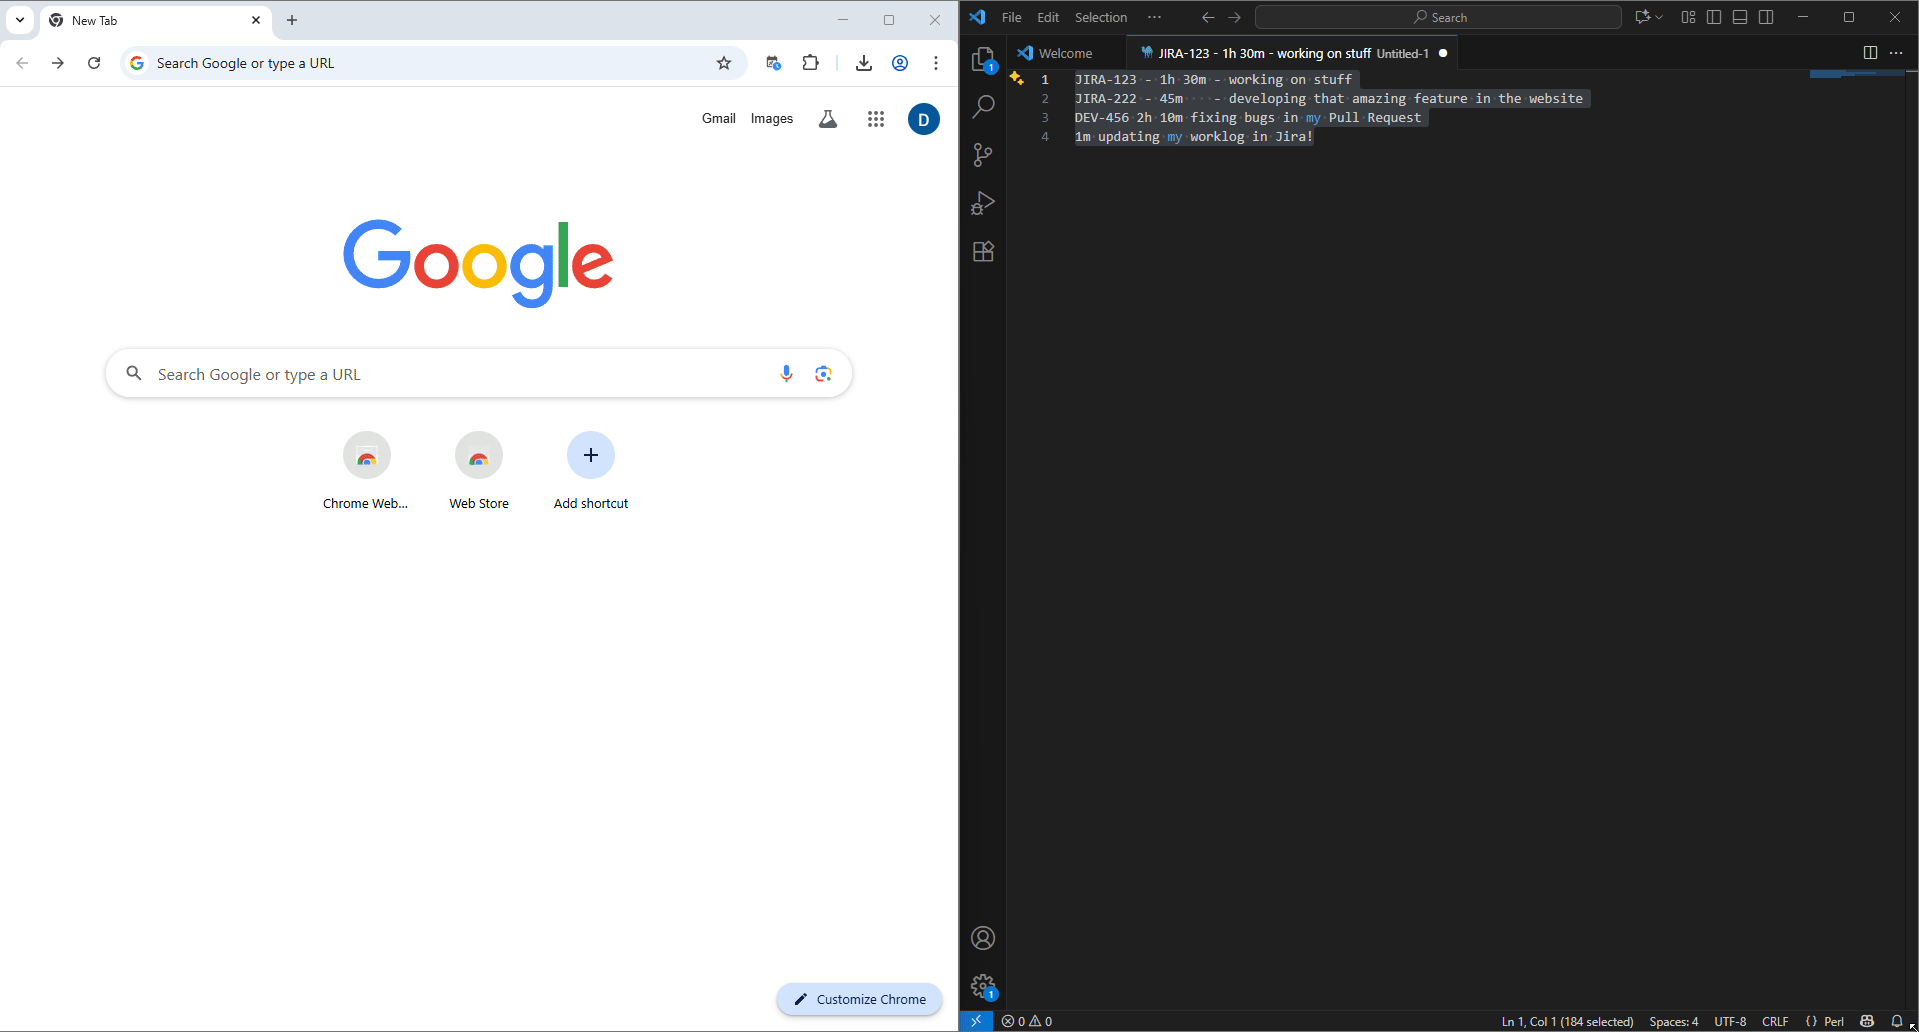 New Tab
Search Google or type a URL
Gmail
Images
D
Google
Search Google or type a URL
Chrome Web...
Web Store
Add shortcut
Customize Chrome
File
Edit
Selection
Search
1
Welcome
JIRA-123 - 1h 30m - working on stuff Untitled-1
1 JIRA-123 - 1h 30m - working on stuff
2 JIRA-222 - 45m    - developing that amazing feature in the website
3 DEV-456 2h 10m fixing bugs in my Pull Request
4 1m updating my worklog in Jira!
1
0 0
Ln 1, Col 1 (184 selected)
Spaces: 4
UTF-8
CRLF
{ } Perl